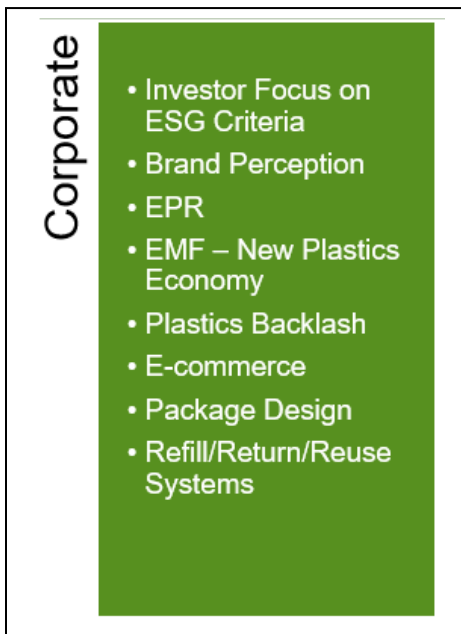 Corporate
• Investor Focus on
ESG Criteria
• Brand Perception
• EPR
• EMF – New Plastics
Economy
• Plastics Backlash
• E-commerce
• Package Design
• Refill/Return/Reuse
Systems